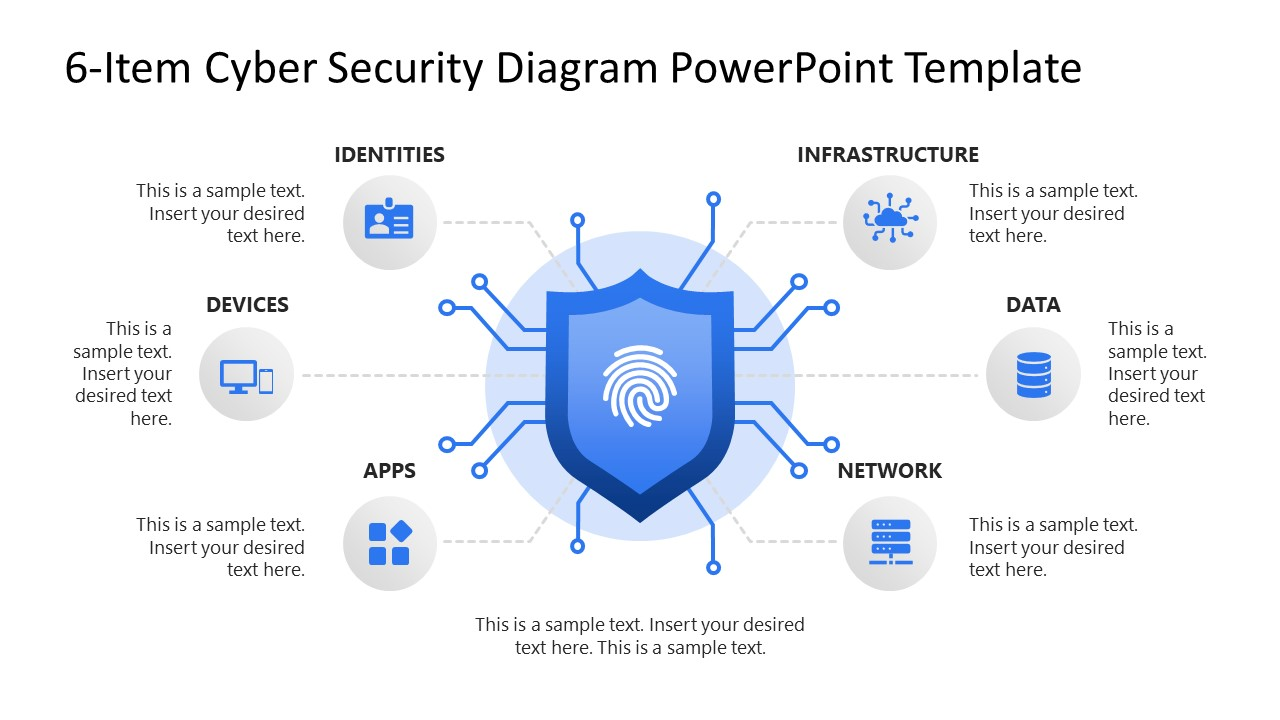 6-Item Cyber Security Diagram PowerPoint Template
IDENTITIES
This is a sample text.
Insert your desired
text here.
DEVICES
This is a
sample text.
Insert your
desired text
here.
APPS
This is a sample text.
Insert your desired
text here.
INFRASTRUCTURE
This is a sample text.
Insert your desired
text here.
DATA
This is a
sample text.
Insert your
desired text
here.
NETWORK
This is a sample text.
Insert your desired
text here.
This is a sample text. Insert your desired
text here. This is a sample text.